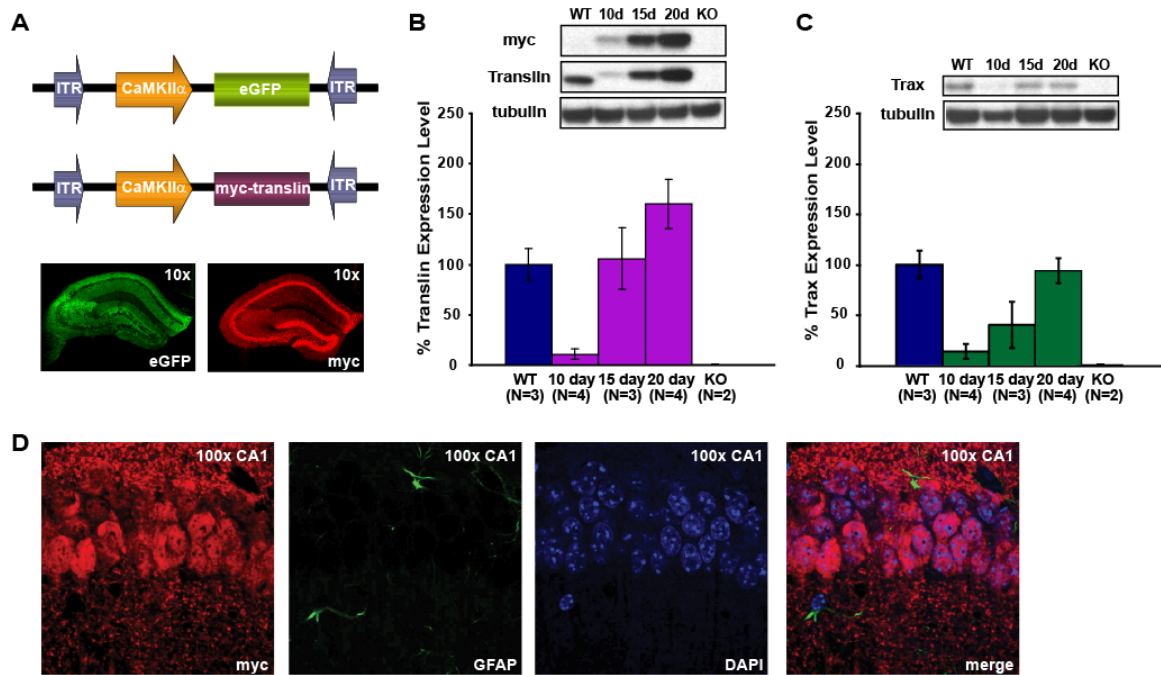 A
ITR CaMKIIα eGFP ITR
ITR CaMKIIα myc-translin ITR
10x
eGFP
10x
myc
B
WT 10d 15d 20d KO
myc
Translin
tubulin
% Translin Expression Level
250
200
150
100
50
0
WT 10 day 15 day 20 day KO
(N=3) (N=4) (N=3) (N=4) (N=2)
C
WT 10d 15d 20d KO
Trax
tubulin
% Trax Expression Level
250
200
150
100
50
0
WT 10 day 15 day 20 day KO
(N=3) (N=4) (N=3) (N=4) (N=2)
D
100x CA1
myc
100x CA1
GFAP
100x CA1
DAPI
100x CA1
merge